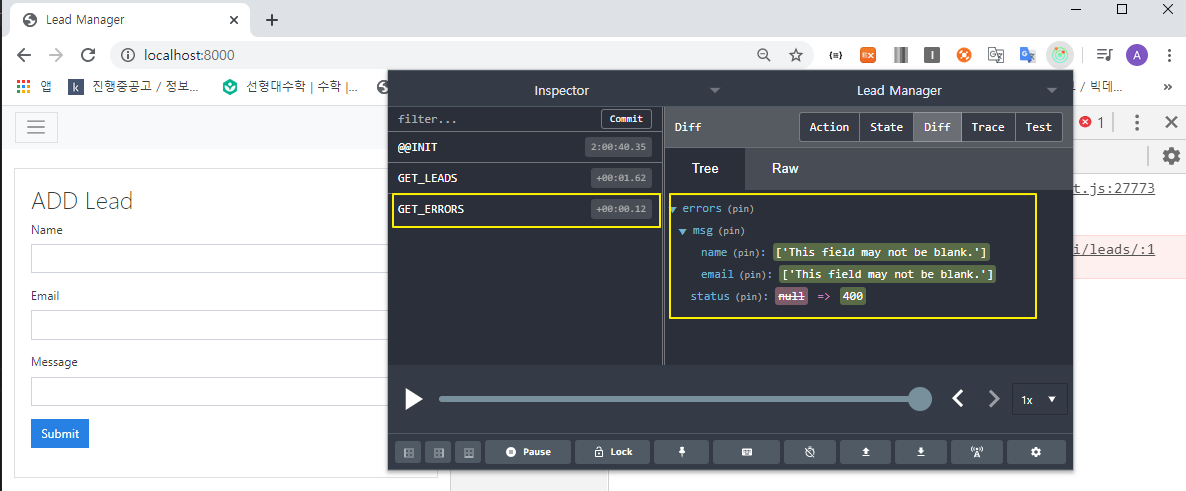 Lead Manager
localhost:8000
EX
I
A
앱
k
진행중공고 / 정보...
선형대수학 | 수학 |...
/ 빅데...
»
Inspector
Lead Manager
filter...
Commit
Diff
Action
State
Diff
Trace
Test
1
@@INIT
2:00:40.35
Tree
Raw
GET_LEADS
+00:01.62
t.js:27773
GET_ERRORS
+00:00.12
errors (pin)
msg (pin)
name (pin): ['This field may not be blank.']
i/leads/:1
email (pin): ['This field may not be blank.']
status (pin): null => 400
ADD Lead
Name
Email
Message
Submit
1x
Pause
Lock